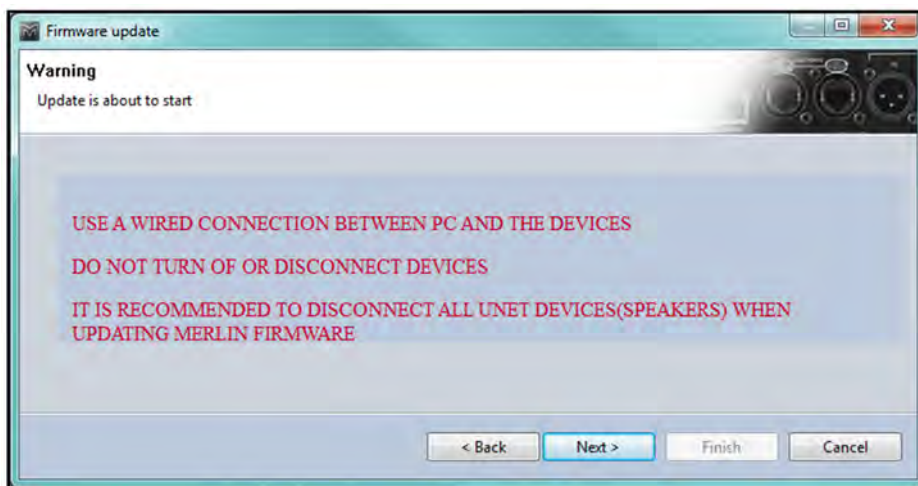 Firmware update
Warning
Update is about to start
USE A WIRED CONNECTION BETWEEN PC AND THE DEVICES
DO NOT TURN OF OR DISCONNECT DEVICES
IT IS RECOMMENDED TO DISCONNECT ALL UNET DEVICES(SPEAKERS) WHEN
UPDATING MERLIN FIRMWARE
< Back Next > Finish Cancel